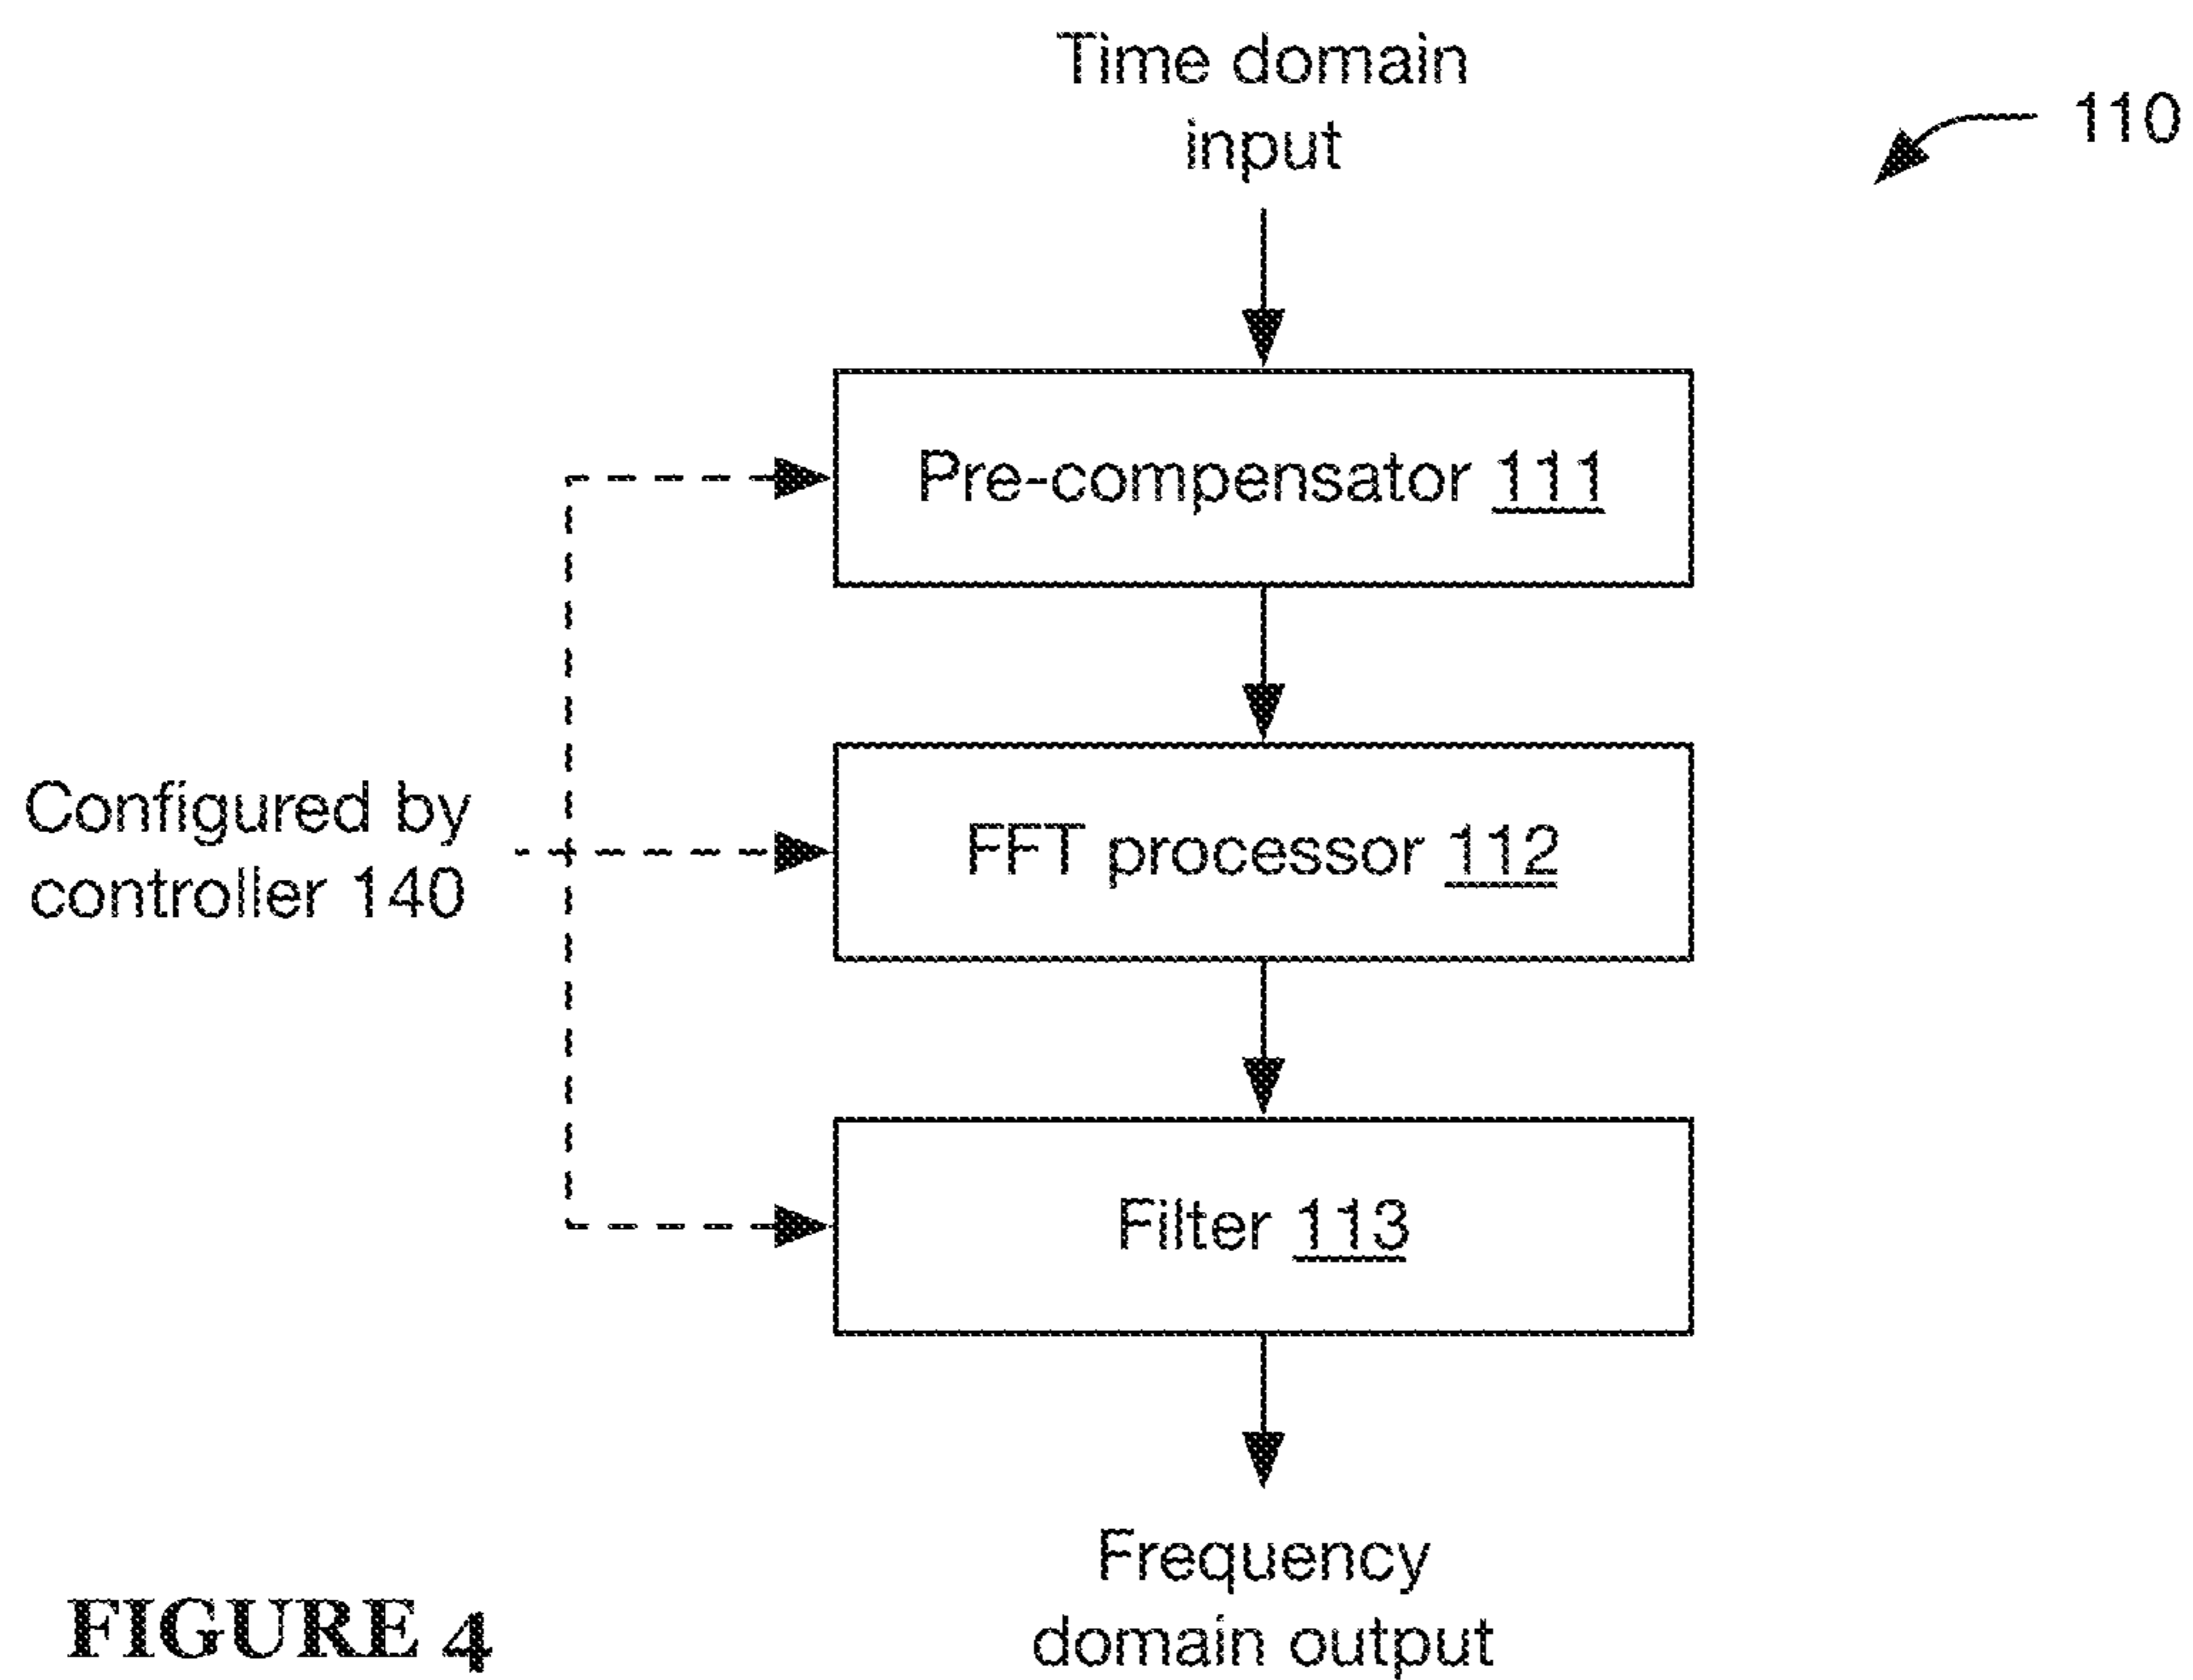 Time domain
input
110
Pre-compensator 111
Configured by
controller 140
FFT processor 112
Filter 113
Frequency
domain output
FIGURE 4